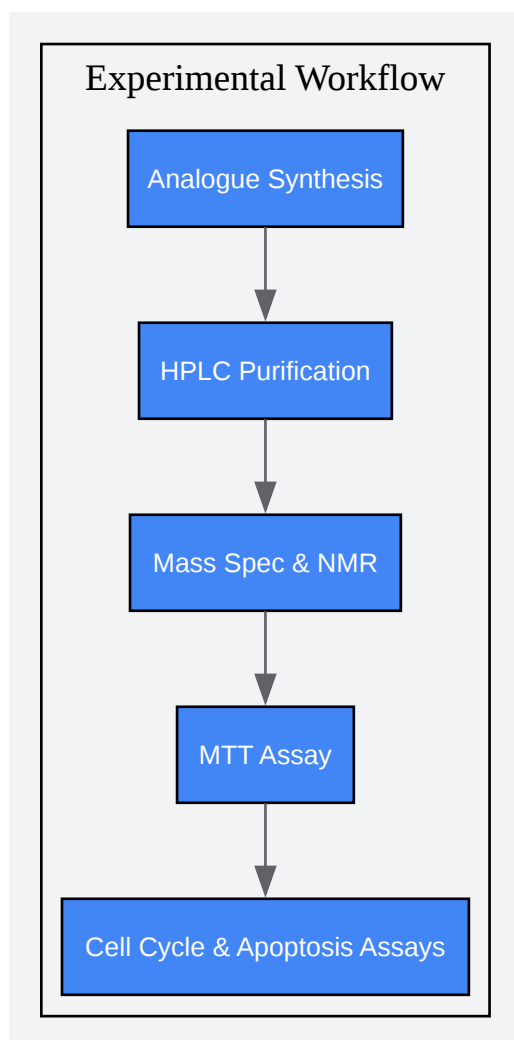 Experimental Workflow
Analogue Synthesis
HPLC Purification
Mass Spec & NMR
MTT Assay
Cell Cycle & Apoptosis Assays